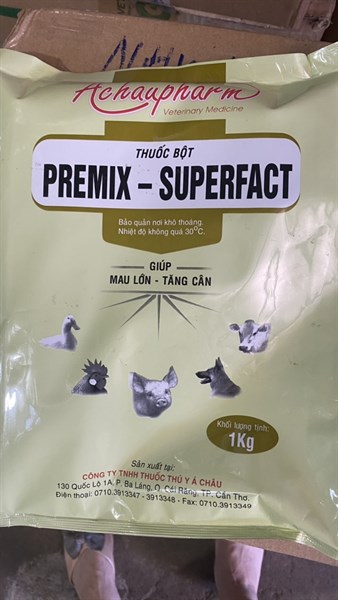 Achaupharm
Veterinary Medicine
THUỐC BỘT
PREMIX – SUPERFACT
Bảo quản nơi khô thoáng.
Nhiệt độ không quá 30°C.
GIÚP
MAU LỚN - TĂNG CÂN
Khối lượng tịnh:
1Kg
Sản xuất tại:
CÔNG TY TNHH THUỐC THÚ Y Á CHÂU
130 Quốc Lộ 1A, P. Ba Láng, Q. Cái Răng, TP. Cần Thơ.
Điện thoại: 0710.3913347 - 3913348 - Fax: 0710.3913349